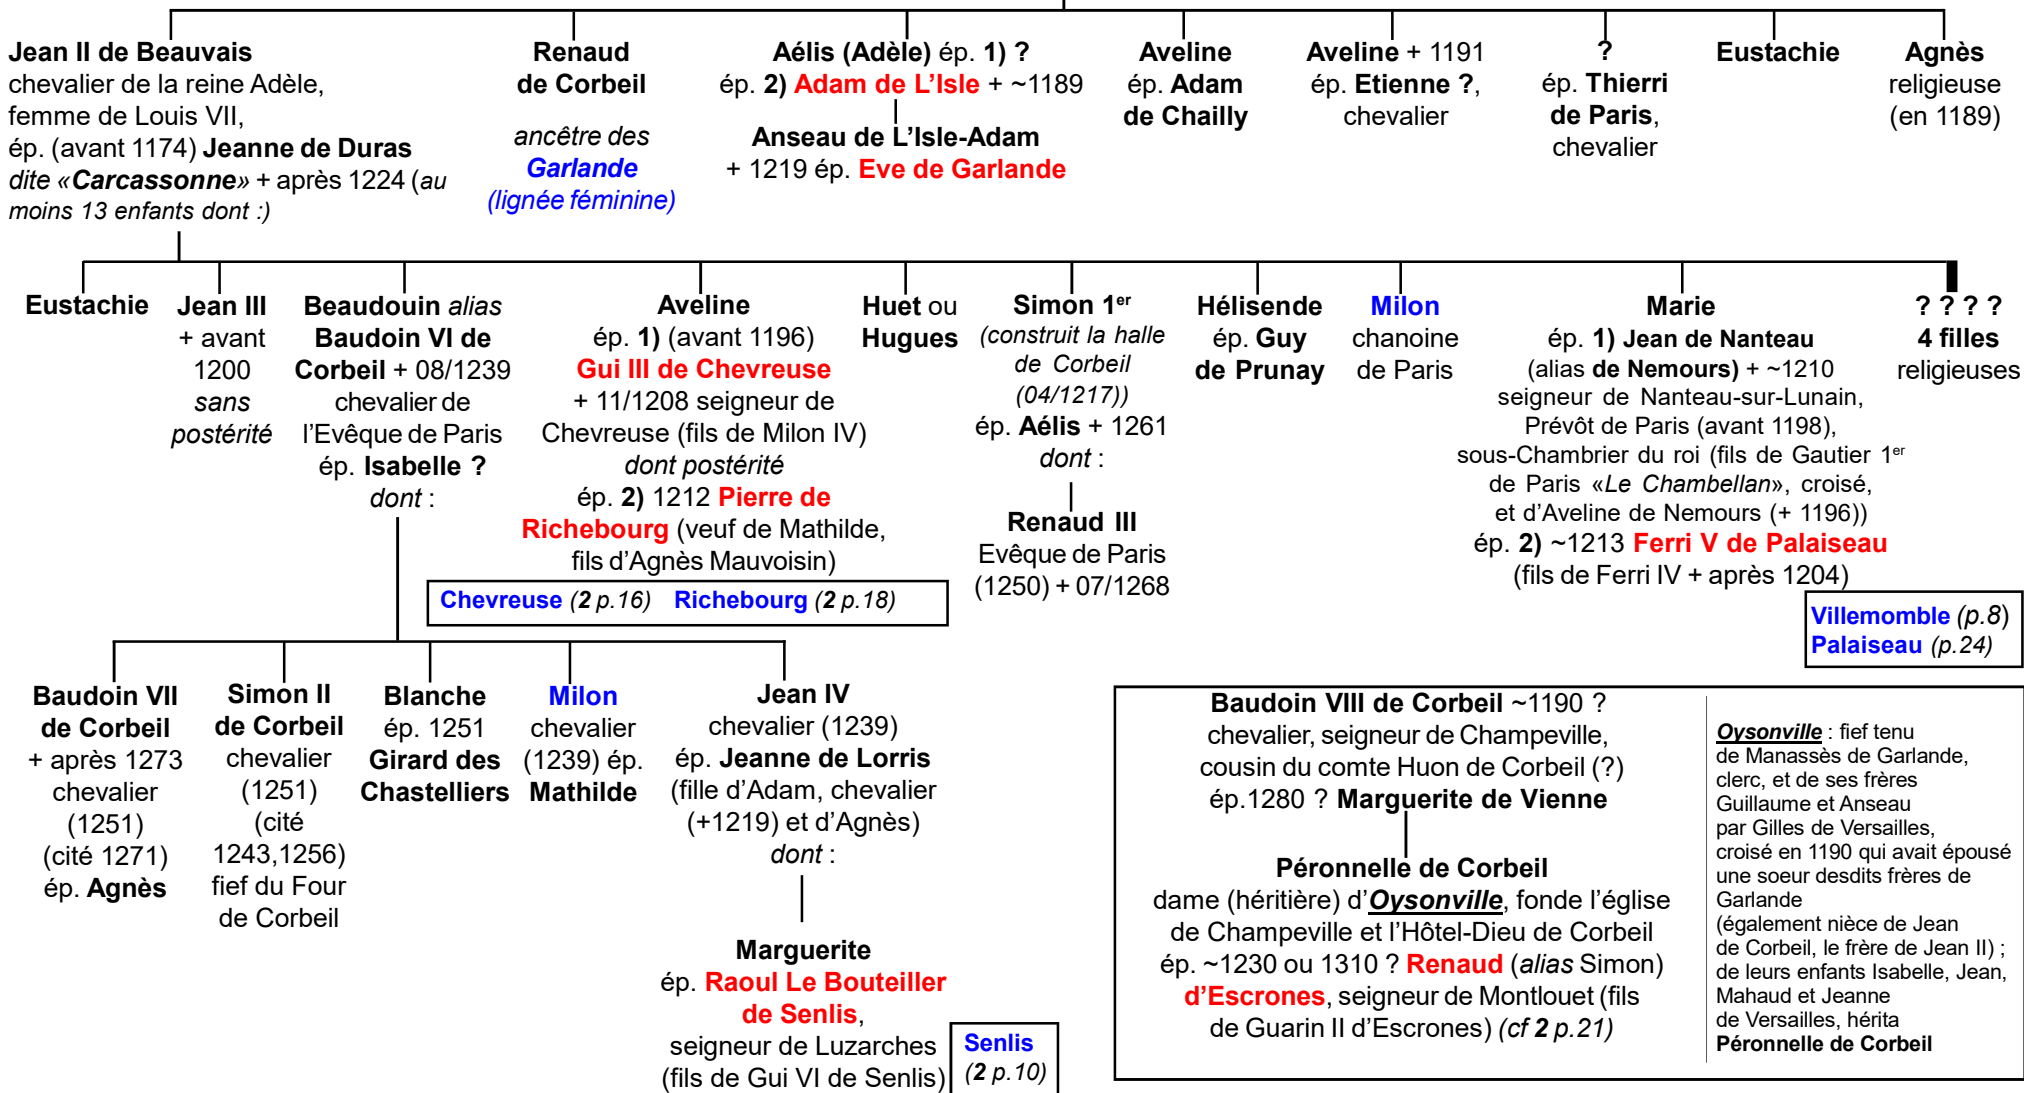 Jean II de Beauvais
chevalier de la reine Adèle,
femme de Louis VII,
ép. (avant 1174) Jeanne de Duras
dite «Carcassonne» + après 1224 (au
moins 13 enfants dont :)
Renaud
de Corbeil
ancêtre des
Garlande
(lignée féminine)
Aélis (Adèle) ép. 1) ?
ép. 2) Adam de L'Isle + ~1189
Anseau de L'Isle-Adam
+ 1219 ép. Eve de Garlande
Aveline
ép. Adam
de Chailly
Aveline + 1191
ép. Etienne ?,
chevalier
?
ép. Thierri
de Paris,
chevalier
Eustachie
Agnès
religieuse
(en 1189)
Eustachie
Jean III
+ avant
1200
sans
postérité
Beaudouin alias
Baudoin VI de
Corbeil + 08/1239
chevalier de
l'Evêque de Paris
ép. Isabelle ?
dont :
Aveline
ép. 1) (avant 1196)
Gui III de Chevreuse
+ 11/1208 seigneur de
Chevreuse (fils de Milon IV)
dont postérité
ép. 2) 1212 Pierre de
Richebourg (veuf de Mathilde,
fils d'Agnès Mauvoisin)
Chevreuse (2 p.16) Richebourg (2 p.18)
Huet ou
Hugues
Simon 1er
(construit la halle
de Corbeil
(04/1217))
ép. Aélis + 1261
dont :
Renaud III
Evêque de Paris
(1250) + 07/1268
Hélisende
ép. Guy
de Prunay
Milon
chanoine
de Paris
Marie
ép. 1) Jean de Nanteau
(alias de Nemours) + ~1210
seigneur de Nanteau-sur-Lunain,
Prévôt de Paris (avant 1198),
sous-Chambrier du roi (fils de Gautier 1er
de Paris «Le Chambellan», croisé,
et d'Aveline de Nemours (+ 1196))
ép. 2) ~1213 Ferri V de Palaiseau
(fils de Ferri IV + après 1204)
? ? ? ?
4 filles
religieuses
Villemomble (p.8)
Palaiseau (p.24)
Baudoin VII
de Corbeil
+ après 1273
chevalier
(1251)
(cité 1271)
ép. Agnès
Simon II
de Corbeil
chevalier
(1251)
(cité
1243,1256)
fief du Four
de Corbeil
Blanche
ép. 1251
Girard des
Chastelliers
Milon
chevalier
(1239) ép.
Mathilde
Jean IV
chevalier (1239)
ép. Jeanne de Lorris
(fille d'Adam, chevalier
(+1219) et d'Agnès)
dont :
Marguerite
ép. Raoul Le Bouteiller
de Senlis,
seigneur de Luzarches
(fils de Gui VI de Senlis)
Senlis
(2 p.10)
Baudoin VIII de Corbeil ~1190 ?
chevalier, seigneur de Champeville,
cousin du comte Huon de Corbeil (?)
ép.1280 ? Marguerite de Vienne
Péronnelle de Corbeil
dame (héritière) d'Oysonville, fonde l'église
de Champeville et l'Hôtel-Dieu de Corbeil
ép. ~1230 ou 1310 ? Renaud (alias Simon)
d'Escrones, seigneur de Montlouet (fils
de Guarin II d'Escrones) (cf 2 p.21)
Oysonville : fief tenu
de Manassès de Garlande,
clerc, et de ses frères
Guillaume et Anseau
par Gilles de Versailles,
croisé en 1190 qui avait épousé
une soeur desdits frères de
Garlande
(également nièce de Jean
de Corbeil, le frère de Jean II) ;
de leurs enfants Isabelle, Jean,
Mahaud et Jeanne
de Versailles, hérita
Péronnelle de Corbeil